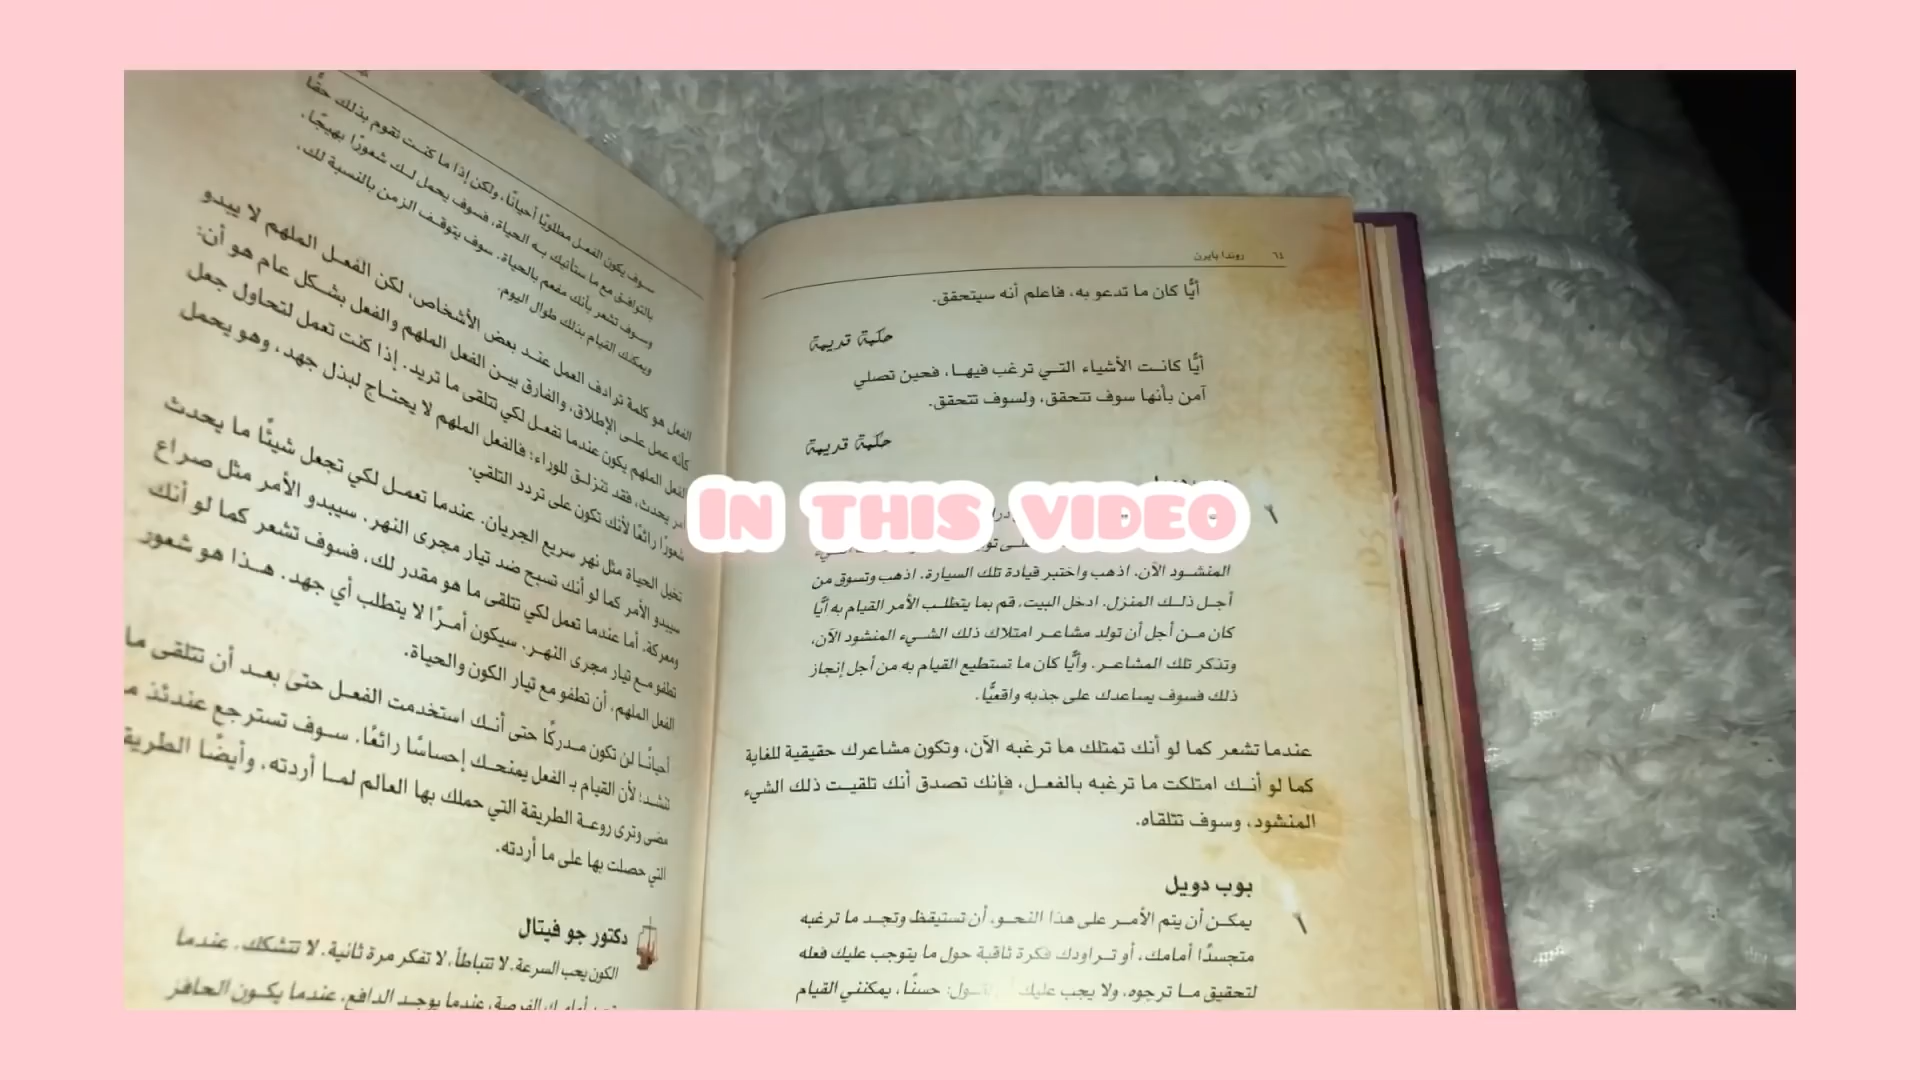 ٦٤ روندا بايرن
أيًّا كان ما تدعو به، فاعلم أنه سيتحقق.
حكمة قديمة
أيًّا كانت الأشياء التي ترغب فيها، فحين تصلي
آمن بأنها سوف تتحقق، ولسوف تتحقق.
حكمة قديمة
In this video
المنشود الآن. اذهب واختبر قيادة تلك السيارة. اذهب وتسوق من
أجل ذلك المنزل. ادخل البيت، قم بما يتطلب الأمر القيام به أيًّا
كان من أجل أن تولد مشاعر امتلاك ذلك الشيء المنشود الآن،
وتذكر تلك المشاعر. وأيًّا كان ما تستطيع القيام به من أجل إنجاز
ذلك فسوف يساعدك على جذبه واقعيًّا.
عندما تشعر كما لو أنك تمتلك ما ترغبه الآن، وتكون مشاعرك حقيقية للغاية
كما لو أنك امتلكت ما ترغبه بالفعل، فإنك تصدق أنك تلقيت ذلك الشيء
المنشود، وسوف تتلقاه.
بوب دويل
يمكن أن يتم الأمر على هذا النحو، أن تستيقظ وتجد ما ترغبه
متجسدًا أمامك، أو تراودك فكرة ثاقبة حول ما يتوجب عليك فعله
لتحقيق ما ترجوه، ولا يجب عليك حسنًا، يمكنني القيام
سوف يكون الفعل مطلوبًا أحيانًا، ولكن إذا ما كنت تقوم بذلك حقًّا
بالتوافق مع ما ستأتيك به الحياة، فسوف يحمل لك شعورًا بهيجًا،
وسوف تشعر بأنك مفعم بالحياة. سوف يتوقف الزمن بالنسبة لك،
ويمكنك القيام بذلك طوال اليوم.
الفعل هو كلمة ترادف العمل عند بعض الأشخاص، لكن الفعل الملهم لا يبدو
كأنه عمل على الإطلاق، والفارق بين الفعل الملهم والفعل بشكل عام هو أن:
الفعل الملهم يكون عندما تفعل لكي تتلقى ما تريد. إذا كنت تعمل لتحاول جعل
أمر يحدث، فقد تنزلق للوراء؛ فالفعل الملهم لا يحتاج لبذل جهد، وهو يحمل
شعورًا رائعًا لأنك تكون على تردد التلقي.
تخيل الحياة مثل نهر سريع الجريان. عندما تعمل لكي تجعل شيئًا ما يحدث
سيبدو الأمر كما لو أنك تسبح ضد تيار مجرى النهر. سيبدو الأمر مثل صراع
ومعركة. أما عندما تعمل لكي تتلقى ما هو مقدر لك، فسوف تشعر كما لو أنك
تطفو مع تيار مجرى النهر. سيكون أمرًا لا يتطلب أي جهد. هذا هو شعور
الفعل الملهم، أن تطفو مع تيار الكون والحياة.
أحيانًا لن تكون مدركًا حتى أنك استخدمت الفعل حتى بعد أن تتلقى ما
تنشد؛ لأن القيام بـ الفعل يمنحك إحساسًا رائعًا. سوف تسترجع عندئذ
مضى وترى روعة الطريقة التي حملك بها العالم لما أردته، وأيضًا الطريقة
التي حصلت بها على ما أردته.
دكتور جو فيتال
الكون يحب السرعة. لا تتباطأ، لا تفكر مرة ثانية. لا تتشكك. عندما
أمامك الفرصة، عندما يوجد الدافع، عندما يكون الحافز